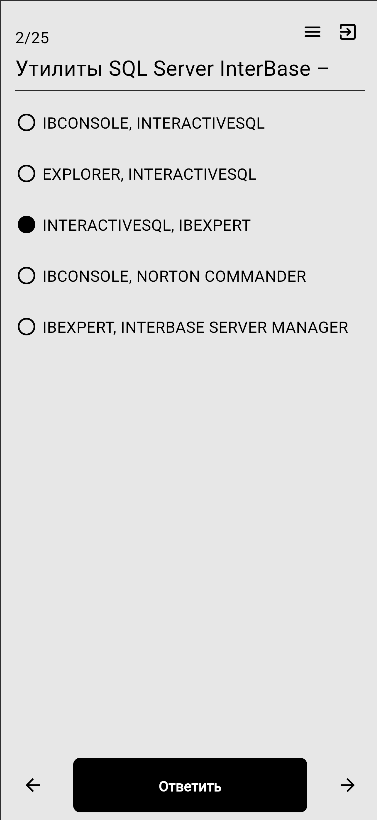 2/25
Утилиты SQL Server InterBase –
IBCONSOLE, INTERACTIVESQL
EXPLORER, INTERACTIVESQL
INTERACTIVESQL, IBEXPERT
IBCONSOLE, NORTON COMMANDER
IBEXPERT, INTERBASE SERVER MANAGER
Ответить